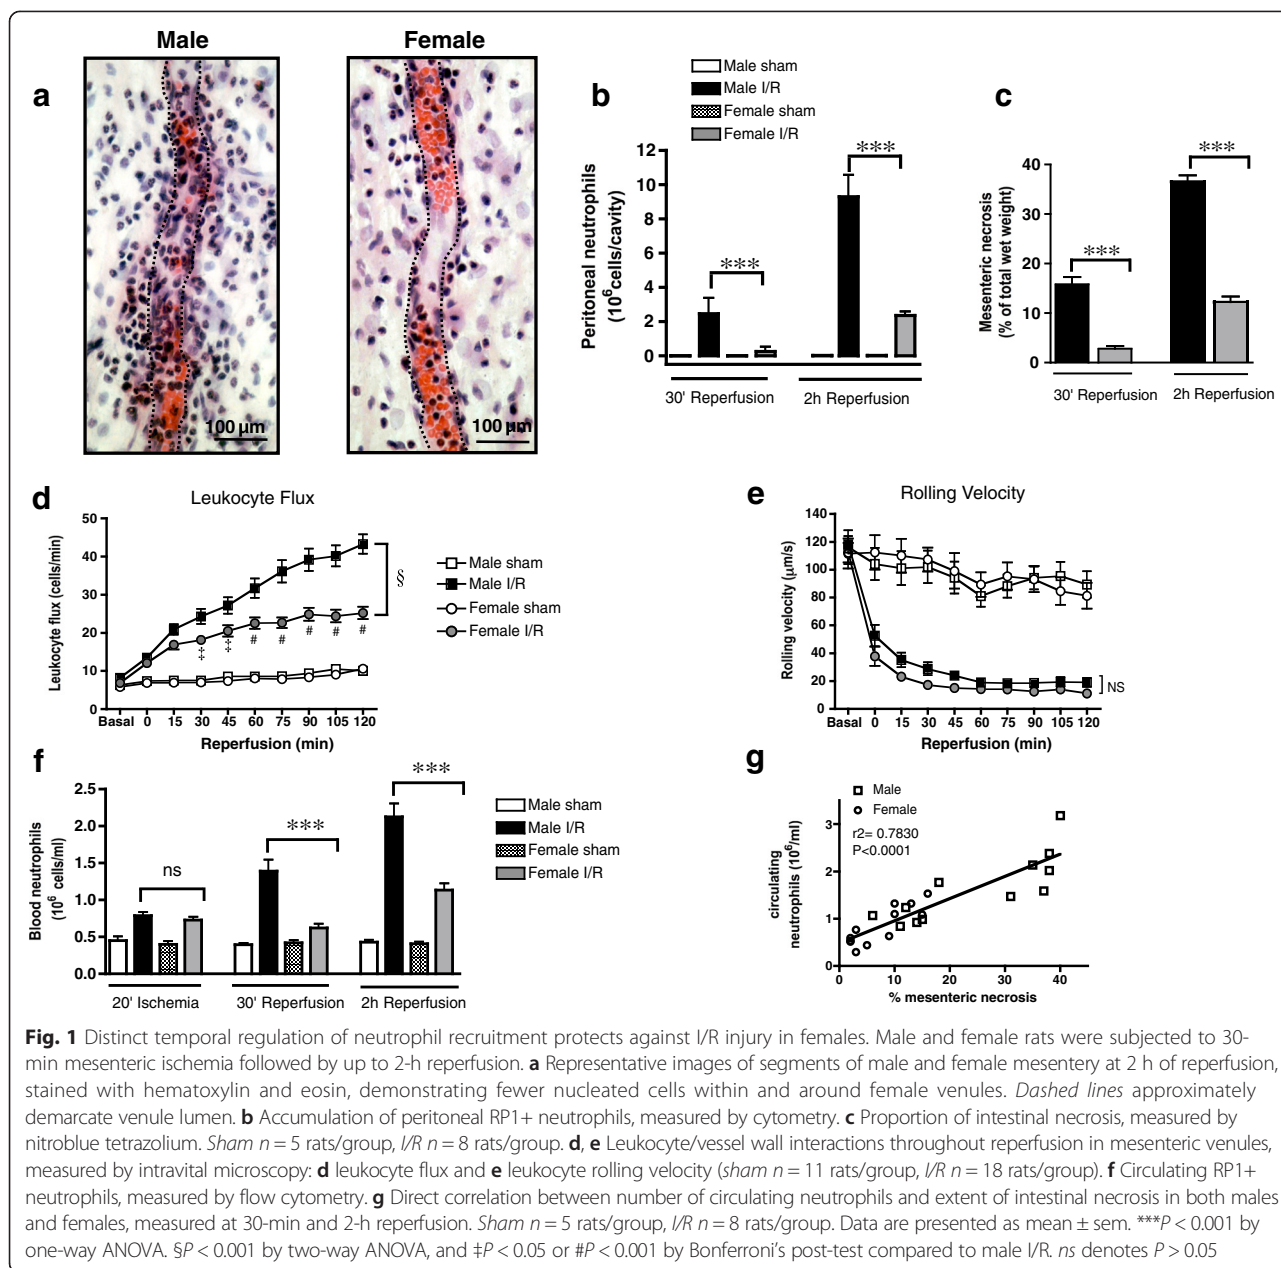 Male
Female
a
100 µm
100 µm
b
Male sham
Male I/R
Female sham
Female I/R
Peritoneal neutrophils
(10⁶cells/cavity)
12
10
8
6
4
2
0
***
***
30' Reperfusion
2h Reperfusion
c
Mesenteric necrosis
(% of total wet weight)
40
30
20
10
0
***
***
30' Reperfusion
2h Reperfusion
d
Leukocyte Flux
Leukocyte flux (cells/min)
50
40
30
20
10
0
Male sham
Male I/R
Female sham
Female I/R
§
‡ ‡ # # # # #
Basal 0 15 30 45 60 75 90 105 120
Reperfusion (min)
e
Rolling Velocity
Rolling velocity (µm/s)
140
120
100
80
60
40
20
0
NS
Basal 0 15 30 45 60 75 90 105 120
Reperfusion (min)
f
Blood neutrophils
(10⁶ cells/ml)
2.5
2.0
1.5
1.0
0.5
0.0
ns
***
***
Male sham
Male I/R
Female sham
Female I/R
20' Ischemia
30' Reperfusion
2h Reperfusion
g
Male
Female
r2= 0.7830
P<0.0001
circulating
neutrophils (10⁶/ml)
3
2
1
0
0 10 20 30 40
% mesenteric necrosis
Fig. 1 Distinct temporal regulation of neutrophil recruitment protects against I/R injury in females. Male and female rats were subjected to 30-
min mesenteric ischemia followed by up to 2-h reperfusion. a Representative images of segments of male and female mesentery at 2 h of reperfusion,
stained with hematoxylin and eosin, demonstrating fewer nucleated cells within and around female venules. Dashed lines approximately
demarcate venule lumen. b Accumulation of peritoneal RP1+ neutrophils, measured by cytometry. c Proportion of intestinal necrosis, measured by
nitroblue tetrazolium. Sham n = 5 rats/group, I/R n = 8 rats/group. d, e Leukocyte/vessel wall interactions throughout reperfusion in mesenteric venules,
measured by intravital microscopy: d leukocyte flux and e leukocyte rolling velocity (sham n = 11 rats/group, I/R n = 18 rats/group). f Circulating RP1+
neutrophils, measured by flow cytometry. g Direct correlation between number of circulating neutrophils and extent of intestinal necrosis in both males
and females, measured at 30-min and 2-h reperfusion. Sham n = 5 rats/group, I/R n = 8 rats/group. Data are presented as mean ± sem. ***P < 0.001 by
one-way ANOVA. §P < 0.001 by two-way ANOVA, and ‡P < 0.05 or #P < 0.001 by Bonferroni’s post-test compared to male I/R. ns denotes P > 0.05